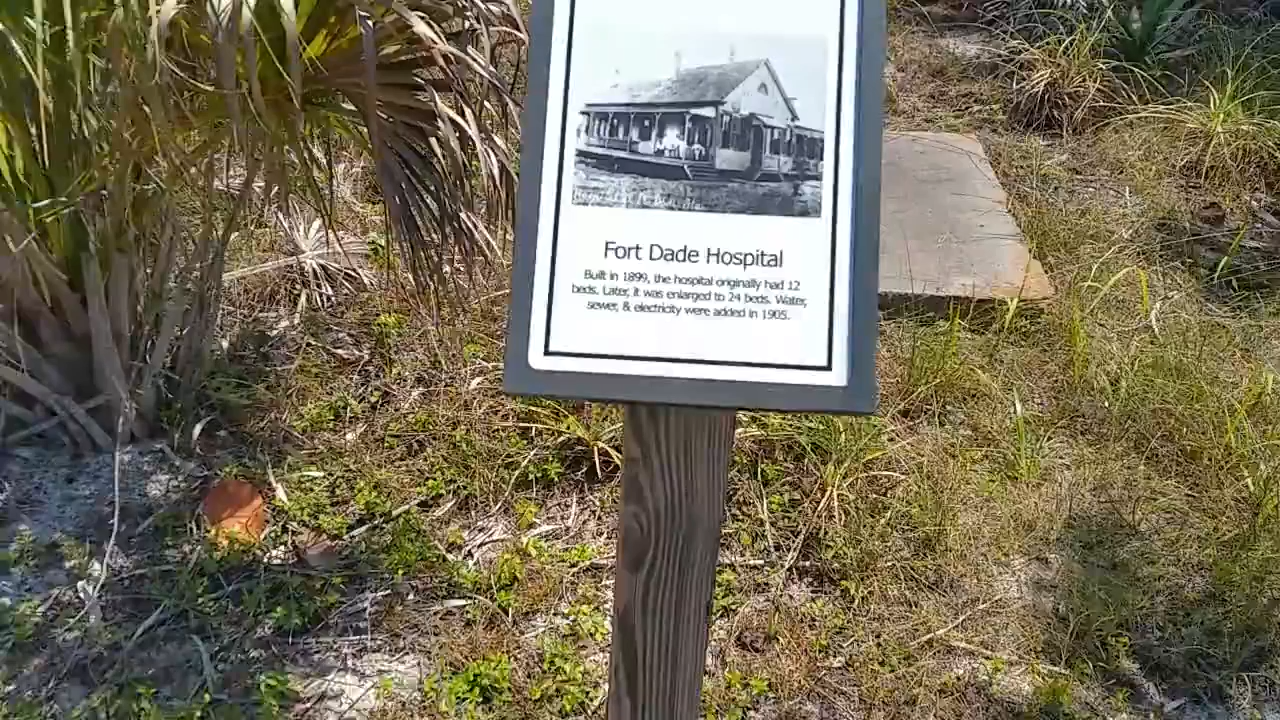 Fort Dade Hospital
Built in 1899, the hospital originally had 12
beds. Later, it was enlarged to 24 beds. Water,
sewer, & electricity were added in 1905.